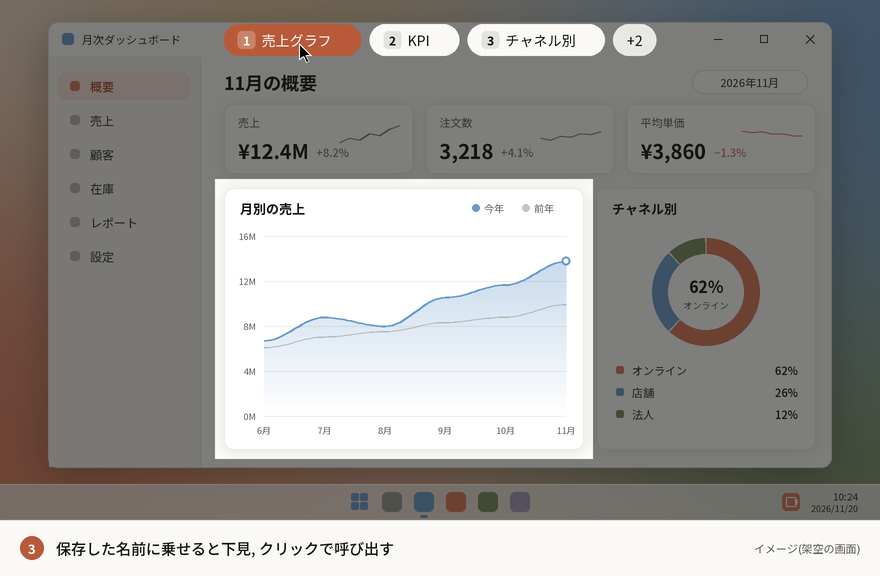 月次ダッシュボード
1 売上グラフ
2 KPI
3 チャネル別
+2
概要
売上
顧客
在庫
レポート
設定
11月の概要
2026年11月
売上
¥12.4M +8.2%
注文数
3,218 +4.1%
平均単価
¥3,860 −1.3%
月別の売上
今年
前年
16M
12M
8M
4M
0M
6月 7月 8月 9月 10月 11月
チャネル別
62%
オンライン
オンライン 62%
店舗 26%
法人 12%
10:24
2026/11/20
3 保存した名前に乗せると下見, クリックで呼び出す
イメージ(架空の画面)